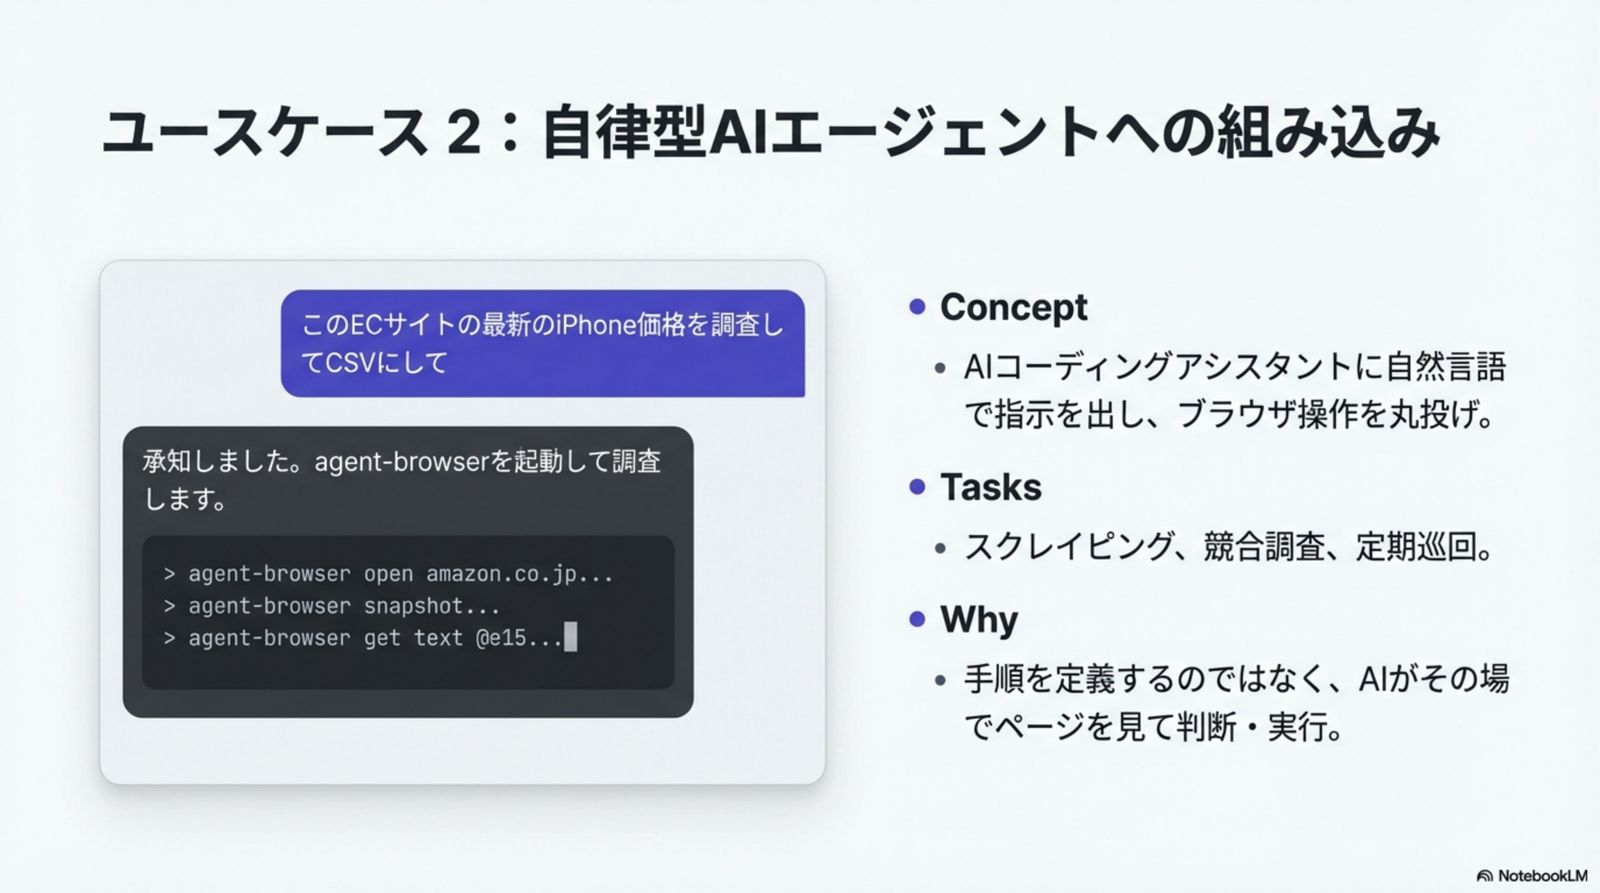 ユースケース 2：自律型AIエージェントへの組み込み
このECサイトの最新のiPhone価格を調査し
てCSVにして
承知しました。agent-browserを起動して調査
します。
> agent-browser open amazon.co.jp...
> agent-browser snapshot...
> agent-browser get text @e15...
Concept
AIコーディングアシスタントに自然言語
で指示を出し、ブラウザ操作を丸投げ。
Tasks
スクレイピング、競合調査、定期巡回。
Why
手順を定義するのではなく、AIがその場
でページを見て判断・実行。
NotebookLM